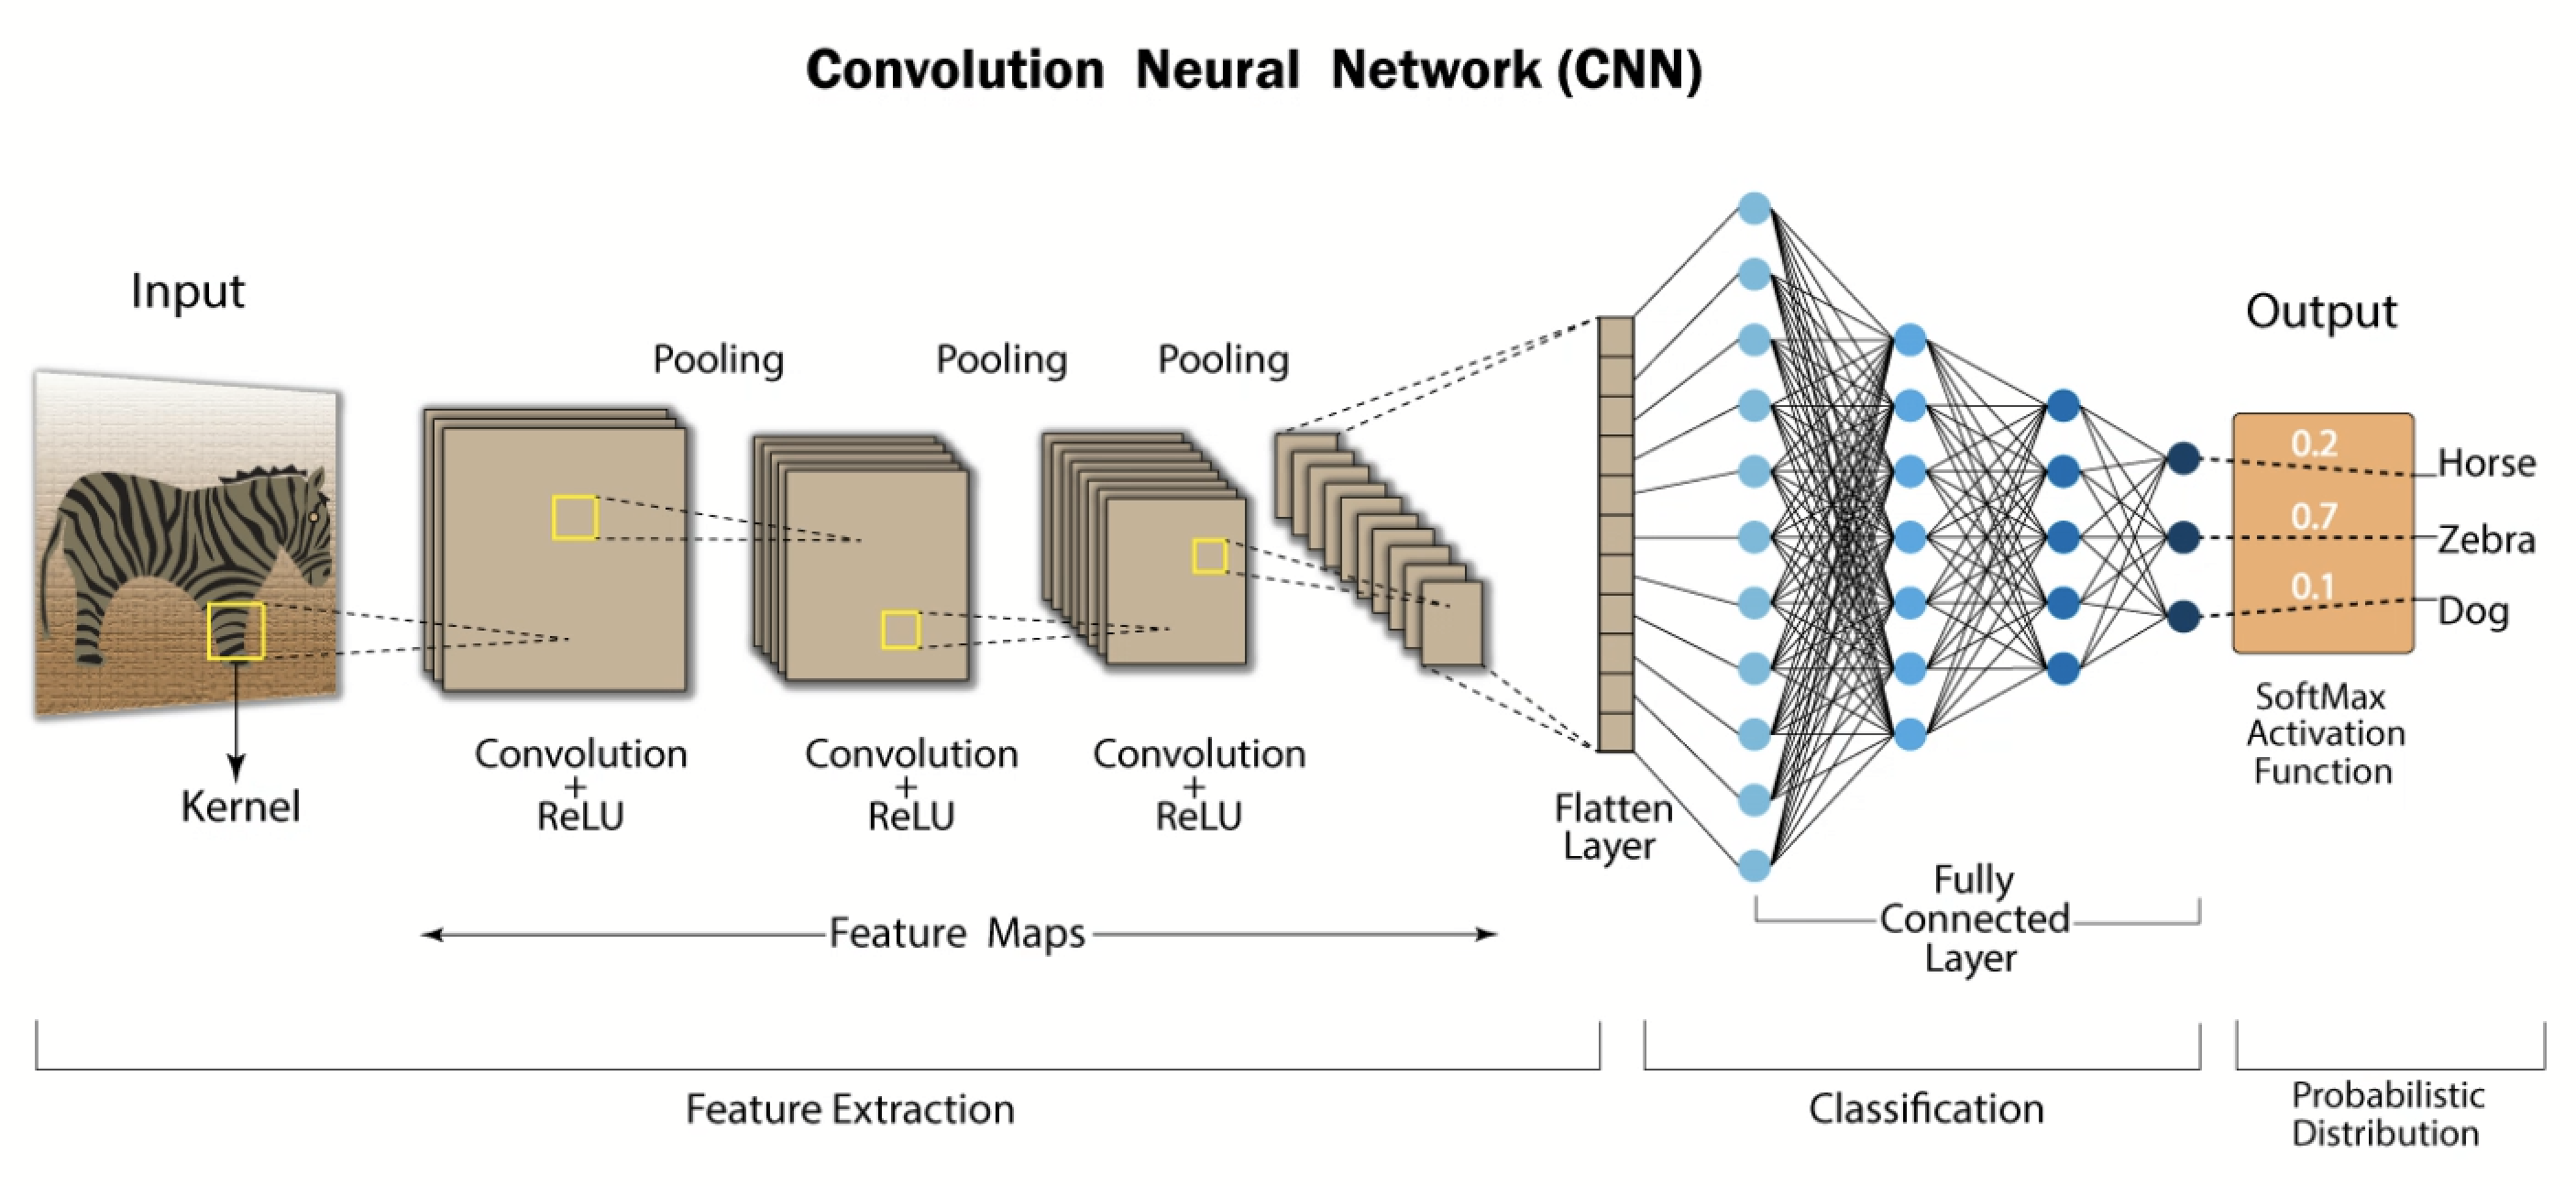 Convolution Neural Network (CNN)
Input
Output
Pooling
Pooling
Pooling
0.2
Horse
0.7
Zebra
0.1
Dog
Kernel
Convolution
+
ReLU
Convolution
+
ReLU
Convolution
+
ReLU
Flatten
Layer
SoftMax
Activation
Function
Fully
Connected
Layer
Feature Maps
Feature Extraction
Classification
Probabilistic
Distribution